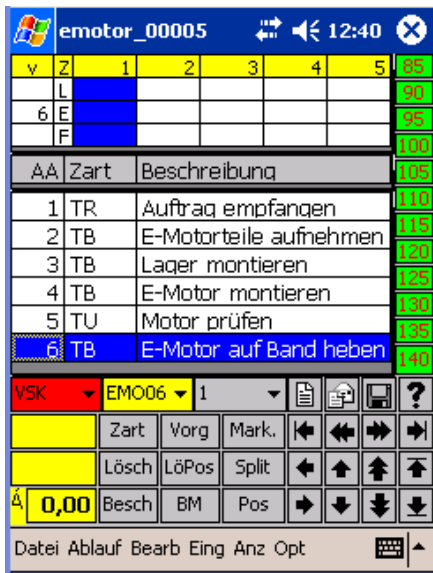 emotor_00005 12:40
v Z 1 2 3 4 5 85
L 90
6 E 95
F 100
AA Zart Beschreibung 105
1 TR Auftrag empfangen 110
2 TB E-Motorteile aufnehmen 115
3 TB Lager montieren 120
4 TB E-Motor montieren 125
5 TU Motor prüfen 130
6 TB E-Motor auf Band heben 135
140
VSK EMO06 1 ?
Zart Vorg Mark.
Lösch LöPos Split
Á 0,00 Besch BM Pos
Datei Ablauf Bearb Eing Anz Opt